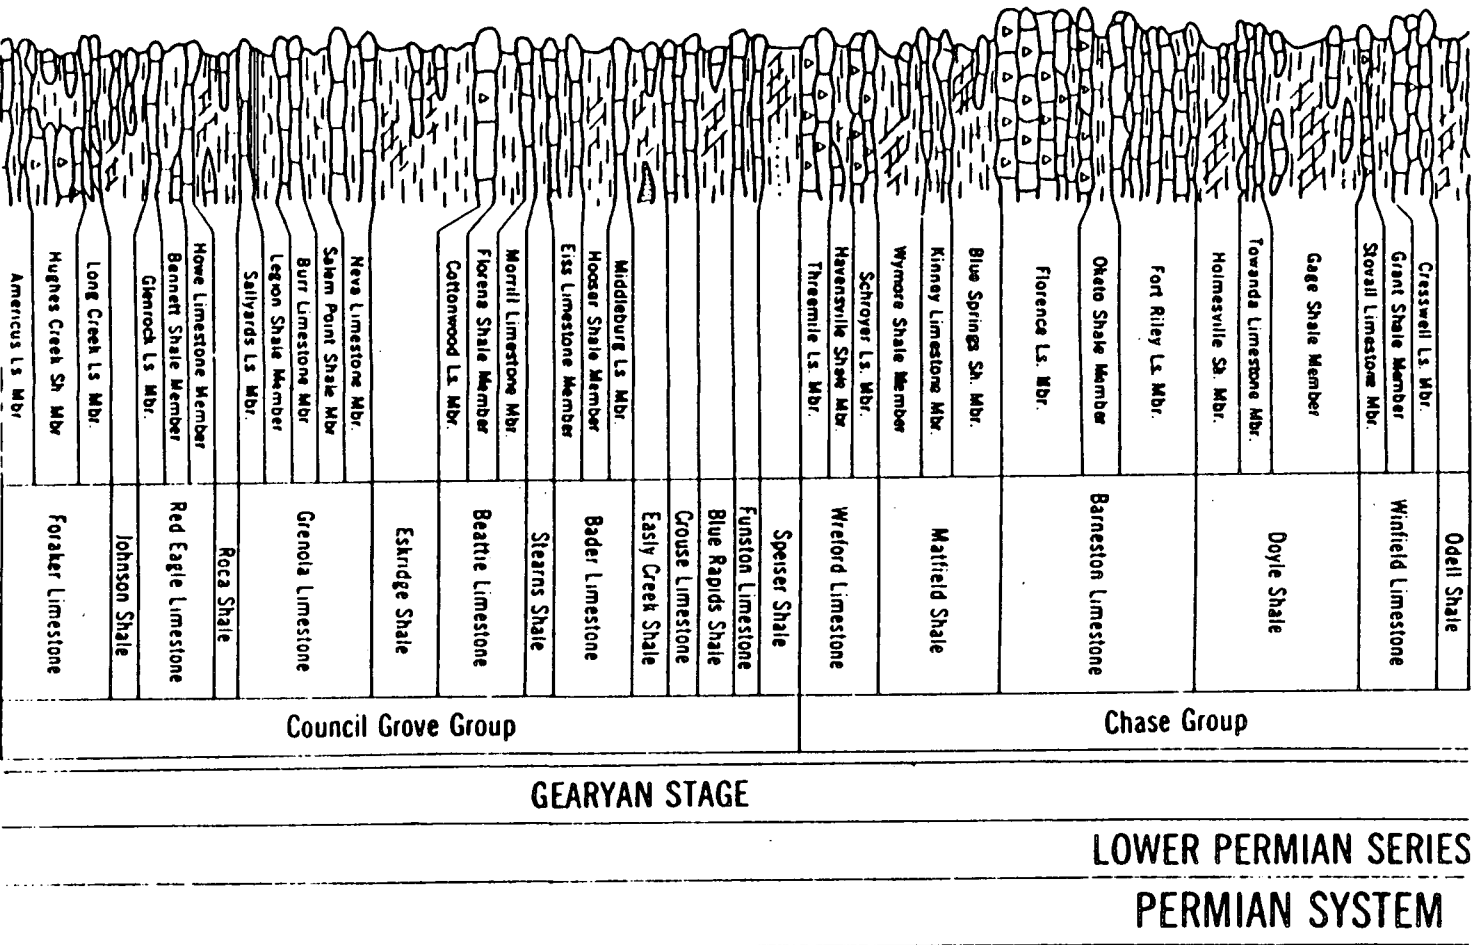 Americus Ls Mbr
Hughes Creek Sh Mbr
Long Creek Ls Mbr.
Glenrock Ls Mbr.
Bennett Shale Member
Howe Limestone Member
Sallyards Ls Mbr.
Legion Shale Member
Burr Limestone Mbr
Salem Point Shale Mbr
Neva Limestone Mbr.
Cottonwood Ls. Mbr.
Florena Shale Member
Morrill Limestone Mbr.
Eiss Limestone Member
Hooser Shale Member
Middleburg Ls Mbr.
Threemile Ls. Mbr.
Havensville Shale Mbr
Schroyer Ls. Mbr.
Wymore Shale Member
Kinney Limestone Mbr.
Blue Springs Sh. Mbr.
Florence Ls. Mbr.
Oketo Shale Member
Fort Riley Ls. Mbr.
Holmesville Sh. Mbr.
Towanda Limestone Mbr.
Gage Shale Member
Stovall Limestone Mbr.
Grant Shale Member
Cresswell Ls. Mbr.
Foraker Limestone
Johnson Shale
Red Eagle Limestone
Roca Shale
Grenola Limestone
Eskridge Shale
Beattie Limestone
Stearns Shale
Bader Limestone
Easly Creek Shale
Crouse Limestone
Blue Rapids Shale
Funston Limestone
Speiser Shale
Wreford Limestone
Matfield Shale
Barneston Limestone
Doyle Shale
Winfield Limestone
Odell Shale
Council Grove Group
Chase Group
GEARYAN STAGE
LOWER PERMIAN SERIES
PERMIAN SYSTEM